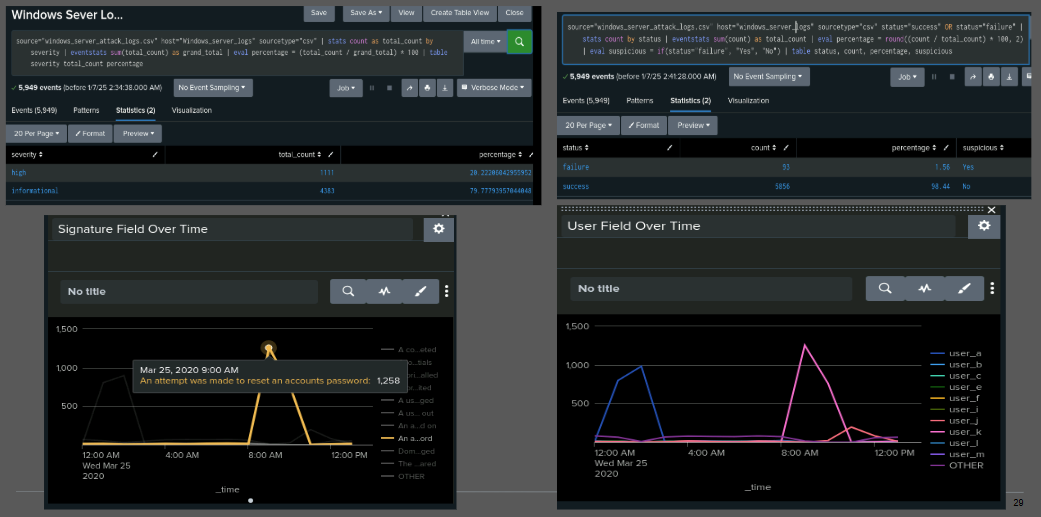 Windows Sever Lo...
Save
Save As
View
Create Table View
Close
source="windows_server_attack_logs.csv" host="Windows_server_logs" sourcetype="csv" | stats count as total_count by
severity | eventstats sum(total_count) as grand_total | eval percentage = (total_count / grand_total) * 100 | table
severity total_count percentage
All time
5,949 events (before 1/7/25 2:34:38.000 AM)
No Event Sampling
Job
Verbose Mode
Events (5,949)
Patterns
Statistics (2)
Visualization
20 Per Page
Format
Preview
severity
total_count
percentage
high
1111
20.22206042955952
informational
4383
79.77793957044048
source="windows_server_attack_logs.csv" host="windows_server_logs" sourcetype="csv" status="success" OR status="failure" |
stats count by status | eventstats sum(count) as total_count | eval percentage = round((count / total_count) * 100, 2)
| eval suspicious = if(status="failure", "Yes", "No") | table status, count, percentage, suspicious
5,949 events (before 1/7/25 2:41:28.000 AM)
No Event Sampling
Job
Events (5,949)
Patterns
Statistics (2)
Visualization
20 Per Page
Format
Preview
status
count
percentage
suspicious
failure
93
1.56
Yes
success
5856
98.44
No
Signature Field Over Time
No title
1,500
1,000
500
Mar 25, 2020 9:00 AM
An attempt was made to reset an accounts password: 1,258
A co...ated
A us...ged
A us... out
An a...d on
An a...ord
Dom...ged
The ...ared
OTHER
12:00 AM
Wed Mar 25
2020
4:00 AM
8:00 AM
12:00 PM
_time
User Field Over Time
No title
1,500
1,000
500
user_a
user_b
user_c
user_e
user_f
user_i
user_j
user_k
user_l
user_m
OTHER
12:00 AM
Wed Mar 25
2020
4:00 AM
8:00 AM
12:00 PM
_time
29